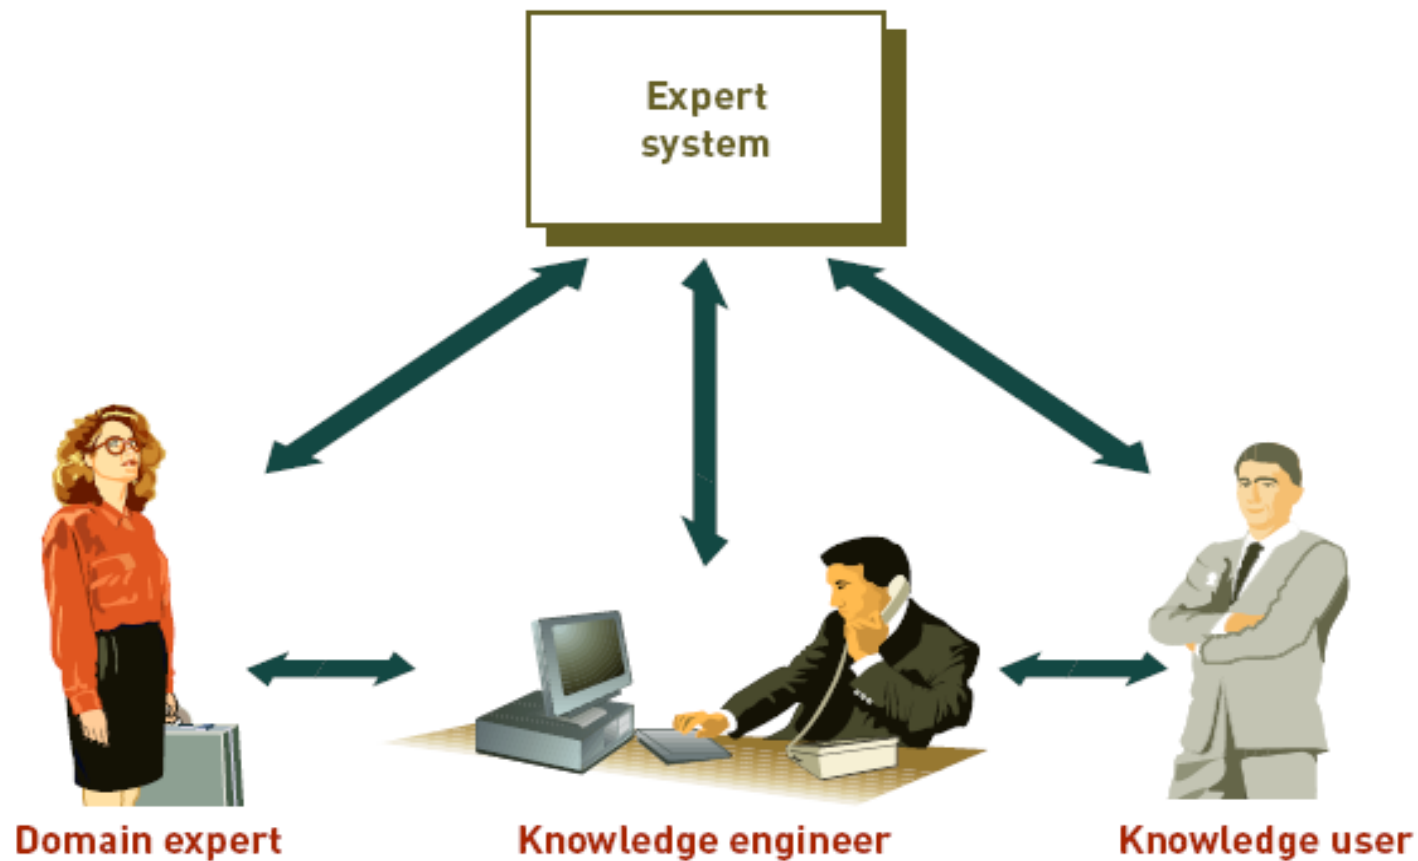 Expert
system
Domain expert
Knowledge engineer
Knowledge user